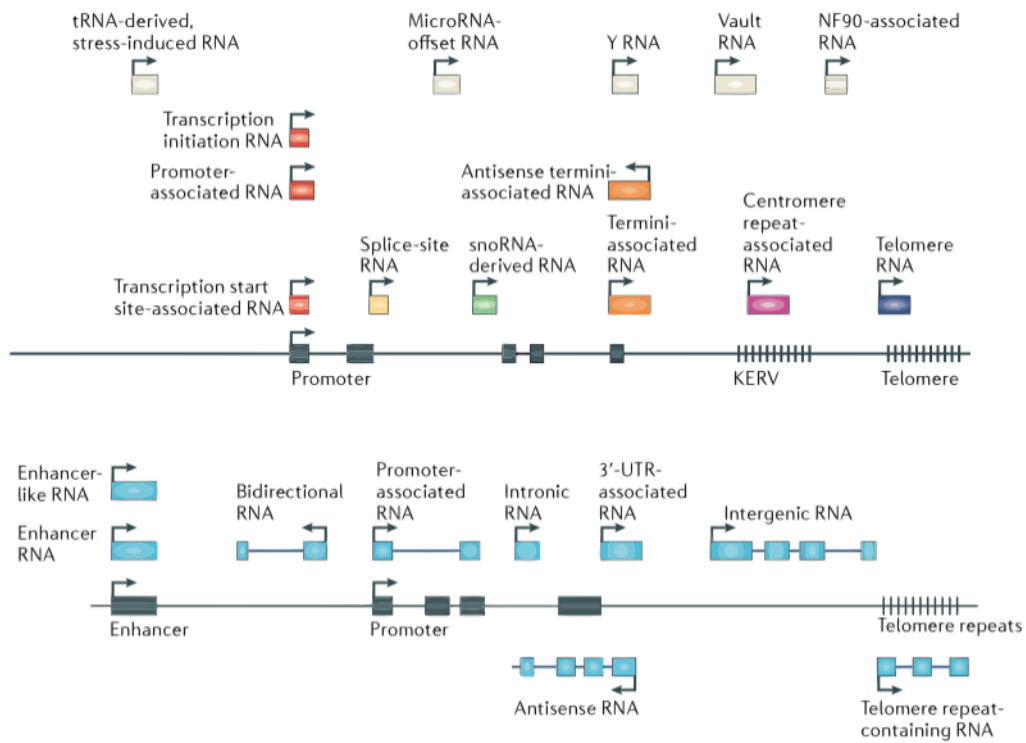 tRNA-derived,
stress-induced RNA
MicroRNA-
offset RNA
Y RNA
Vault
RNA
NF90-associated
RNA
Transcription
initiation RNA
Promoter-
associated RNA
Antisense termini-
associated RNA
Transcription start
site-associated RNA
Splice-site
RNA
snoRNA-
derived RNA
Termini-
associated
RNA
Centromere
repeat-
associated
RNA
Telomere
RNA
Promoter
KERV
Telomere
Enhancer-
like RNA
Enhancer
RNA
Bidirectional
RNA
Promoter-
associated
RNA
Intronic
RNA
3′-UTR-
associated
RNA
Intergenic RNA
Enhancer
Promoter
Telomere repeats
Antisense RNA
Telomere repeat-
containing RNA